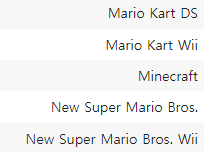 Mario Kart DS
Mario Kart Wii
Minecraft
New Super Mario Bros.
New Super Mario Bros. Wii